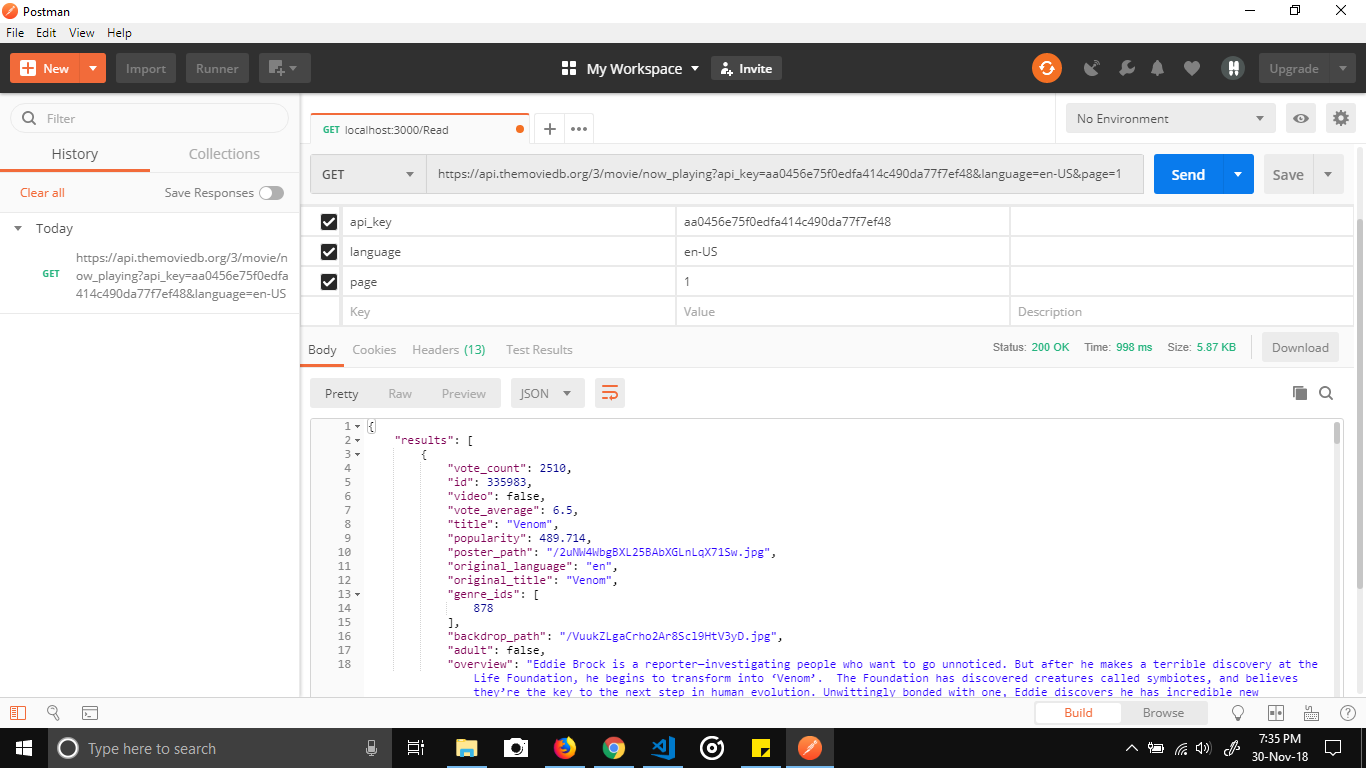 Postman
File Edit View Help
New Import Runner My Workspace Invite Upgrade
Filter
History Collections
Clear all Save Responses
Today
GET https://api.themoviedb.org/3/movie/n
ow_playing?api_key=aa0456e75f0edfa
414c490da77f7ef48&language=en-US
GET localhost:3000/Read
No Environment
GET https://api.themoviedb.org/3/movie/now_playing?api_key=aa0456e75f0edfa414c490da77f7ef48&language=en-US&page=1 Send Save
api_key aa0456e75f0edfa414c490da77f7ef48
language en-US
page 1
Key Value Description
Body Cookies Headers (13) Test Results Status: 200 OK Time: 998 ms Size: 5.87 KB Download
Pretty Raw Preview JSON
1 {
2 "results": [
3 {
4 "vote_count": 2510,
5 "id": 335983,
6 "video": false,
7 "vote_average": 6.5,
8 "title": "Venom",
9 "popularity": 489.714,
10 "poster_path": "/2uNW4WbgBXL25BAbXGLnLqX71Sw.jpg",
11 "original_language": "en",
12 "original_title": "Venom",
13 "genre_ids": [
14 878
15 ],
16 "backdrop_path": "/VuukZLgaCrho2Ar8Scl9HtV3yD.jpg",
17 "adult": false,
18 "overview": "Eddie Brock is a reporter—investigating people who want to go unnoticed. But after he makes a terrible discovery at the
Life Foundation, he begins to transform into ‘Venom’.  The Foundation has discovered creatures called symbiotes, and believes
they’re the key to the next step in human evolution. Unwittingly bonded with one, Eddie discovers he has incredible new
Build Browse
Type here to search
7:35 PM
30-Nov-18